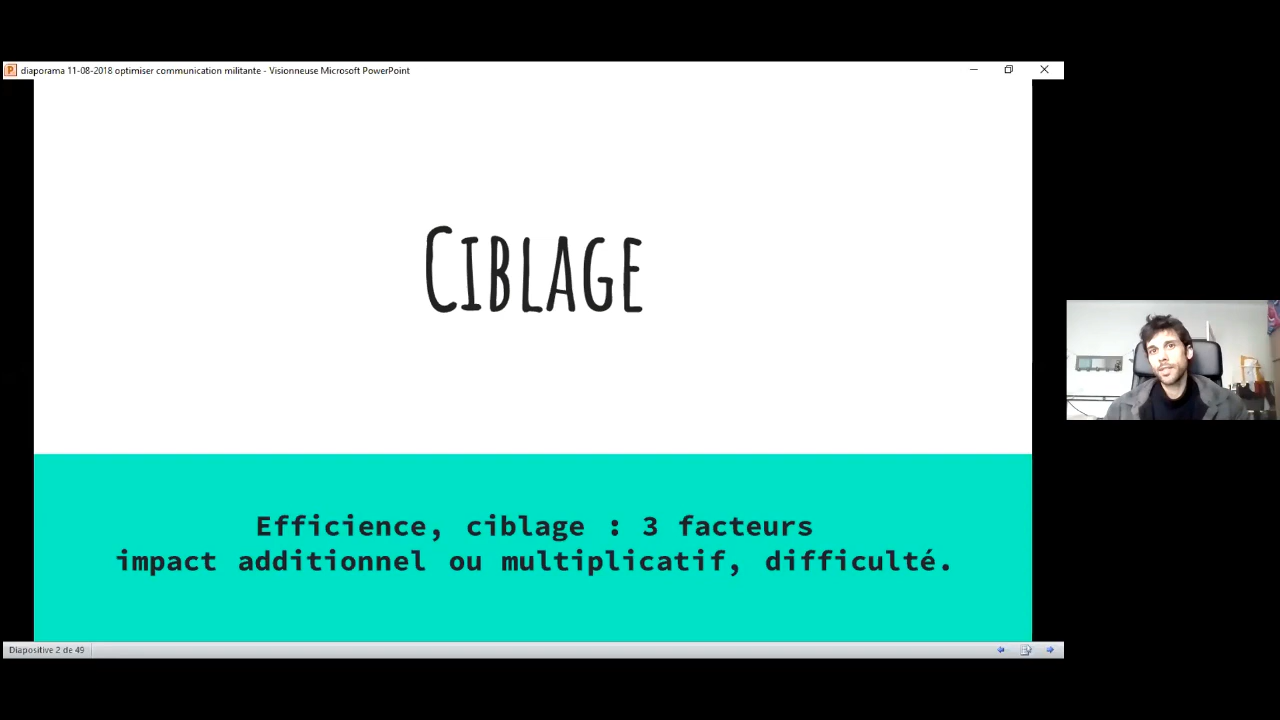 diaporama 11-08-2018 optimiser communication militante - Visionneuse Microsoft PowerPoint
CIBLAGE
Efficience, ciblage : 3 facteurs
impact additionnel ou multiplicatif, difficulté.
Diapositive 2 de 49